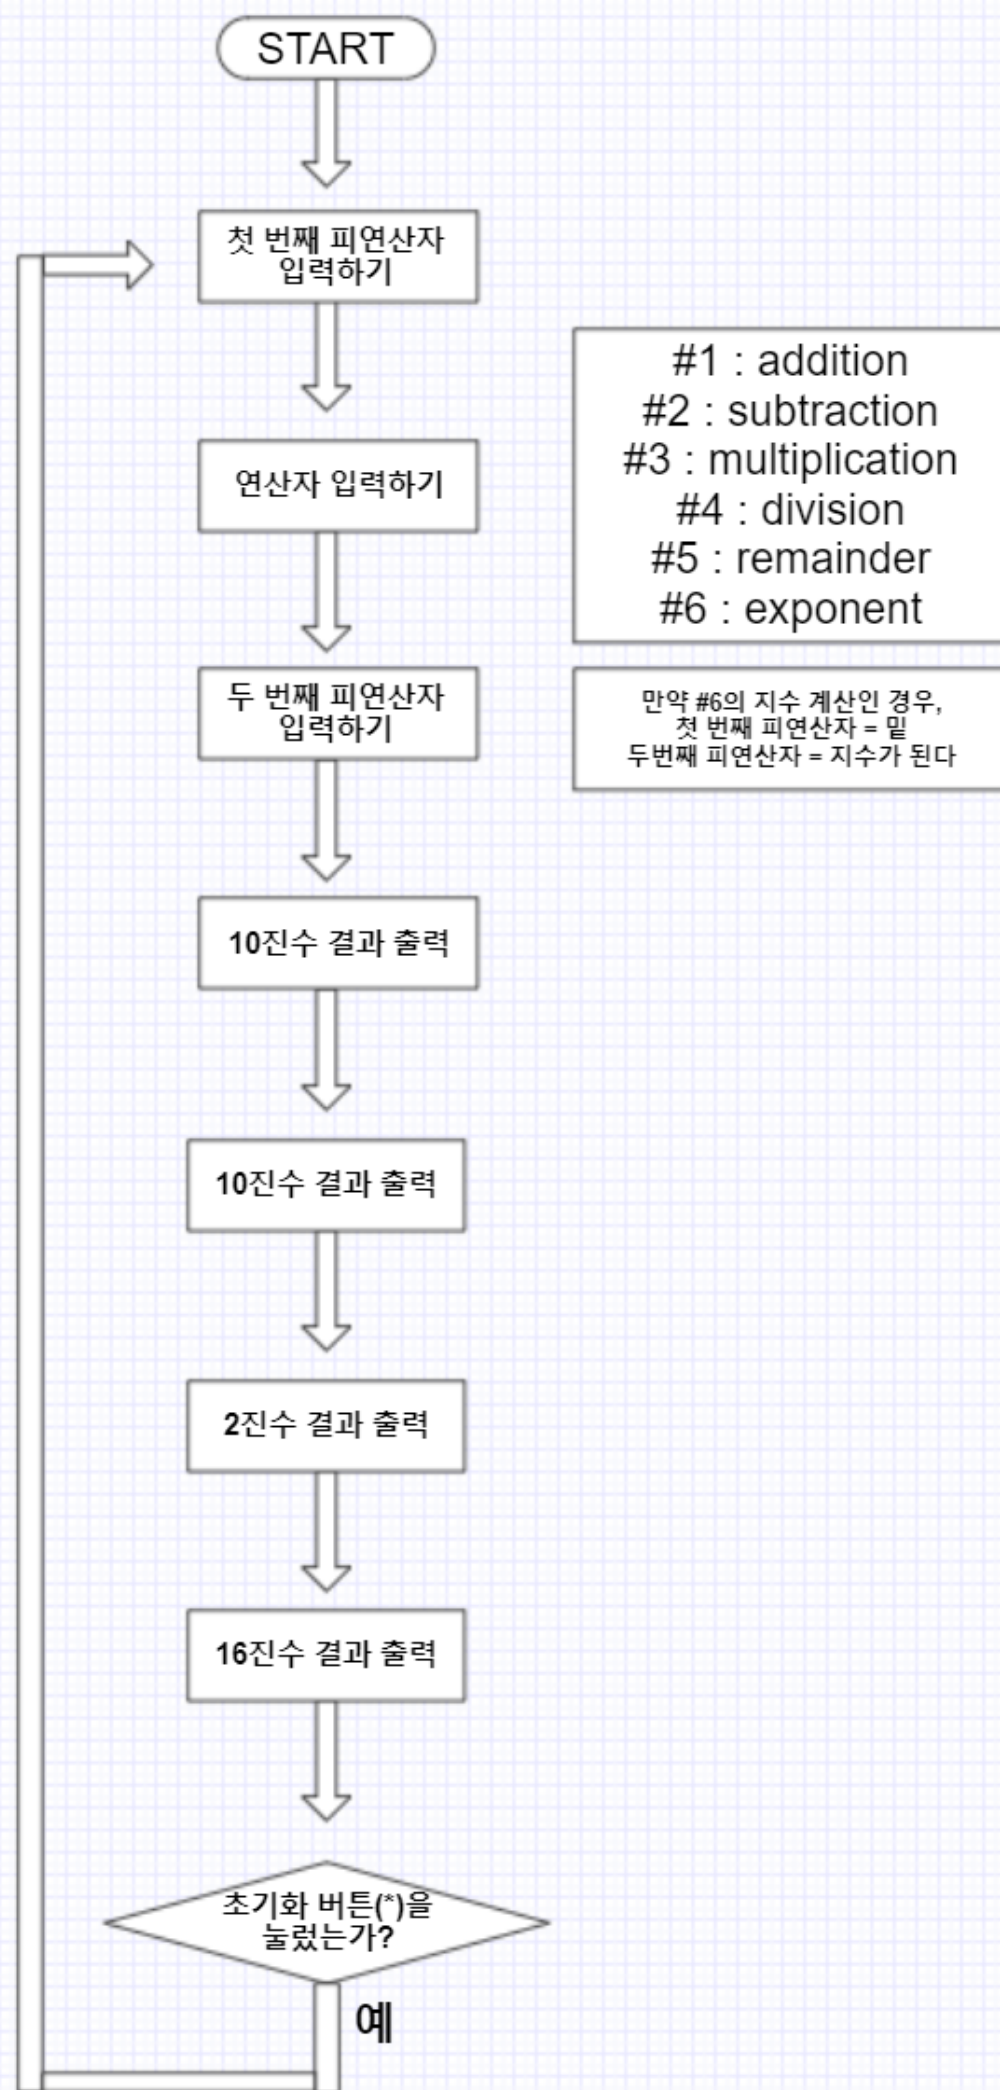 START
첫 번째 피연산자
입력하기
연산자 입력하기
#1 : addition
#2 : subtraction
#3 : multiplication
#4 : division
#5 : remainder
#6 : exponent
두 번째 피연산자
입력하기
만약 #6의 지수 계산인 경우,
첫 번째 피연산자 = 밑
두번째 피연산자 = 지수가 된다
10진수 결과 출력
10진수 결과 출력
2진수 결과 출력
16진수 결과 출력
초기화 버튼(*)을
눌렀는가?
예